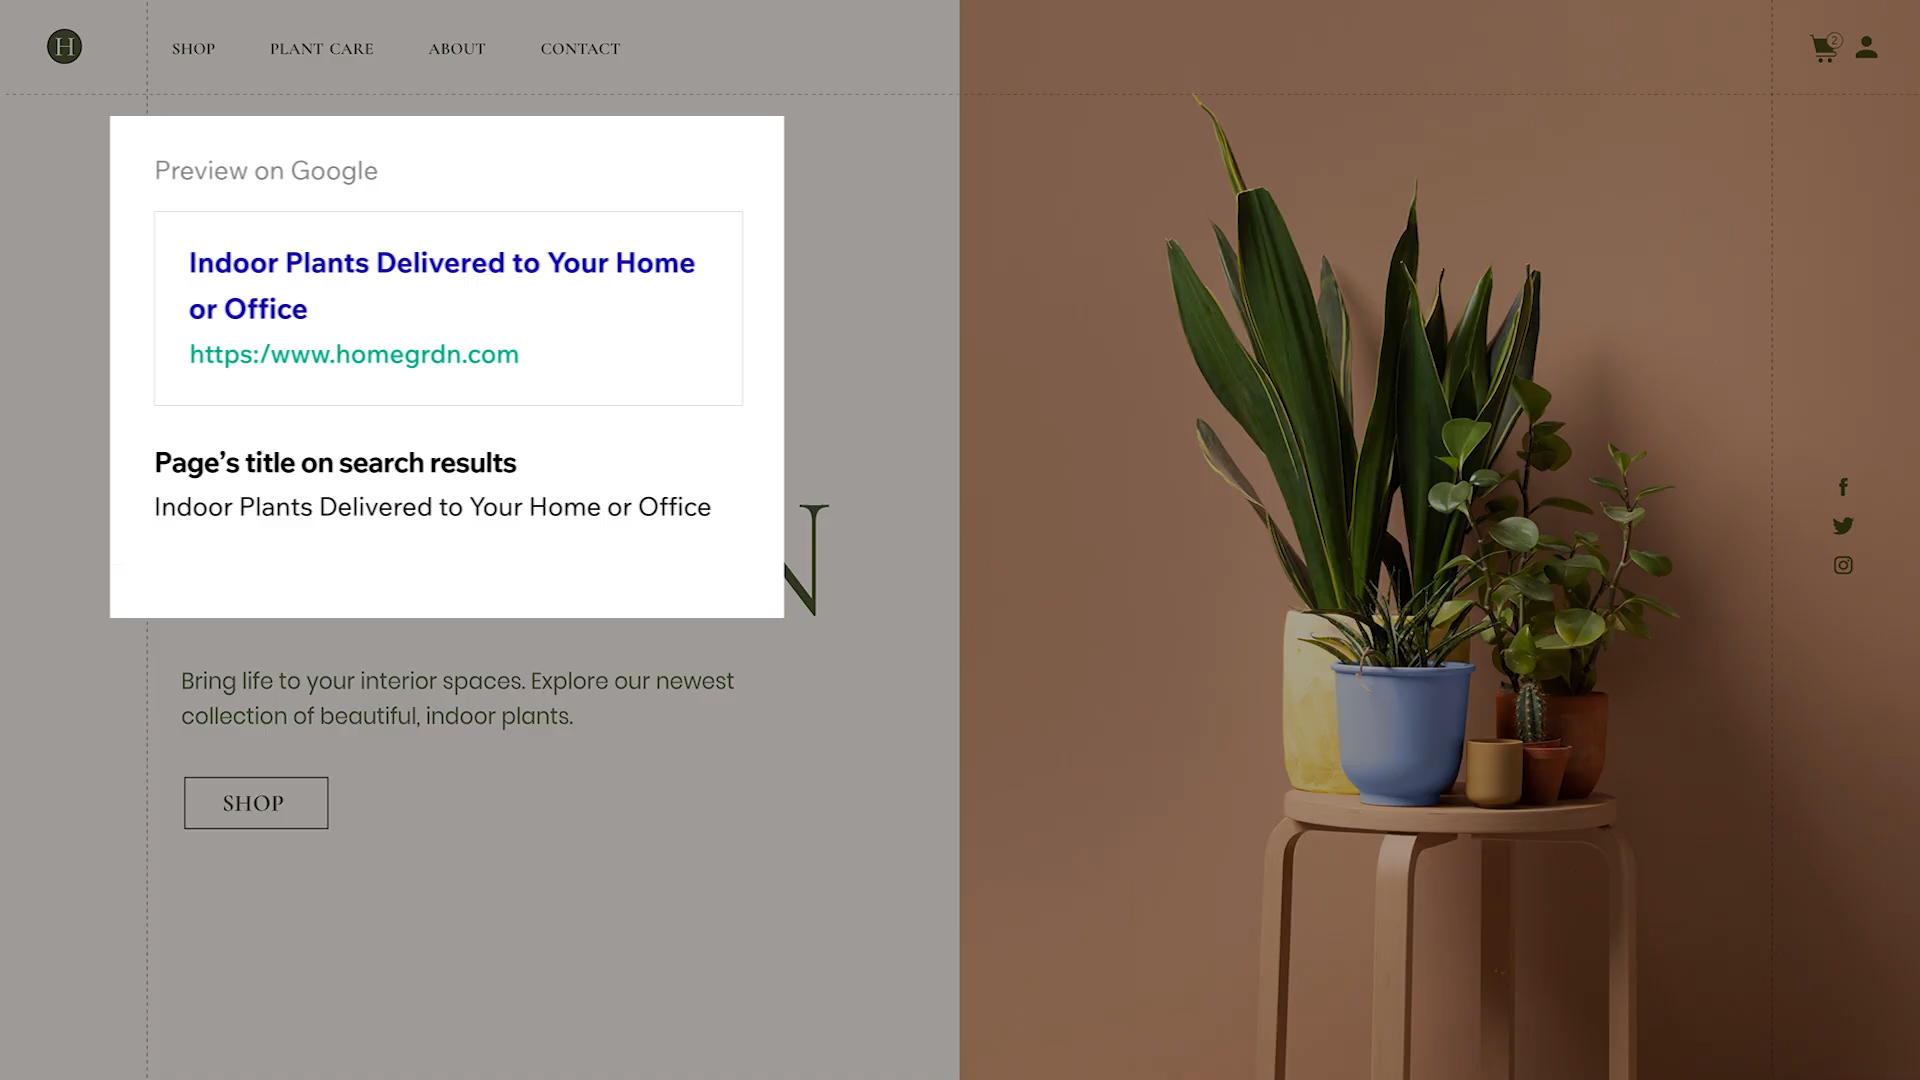 H
SHOP
PLANT CARE
ABOUT
CONTACT
2
Preview on Google
Indoor Plants Delivered to Your Home
or Office
https:/www.homegrdn.com
Page’s title on search results
Indoor Plants Delivered to Your Home or Office
N
Bring life to your interior spaces. Explore our newest
collection of beautiful, indoor plants.
SHOP